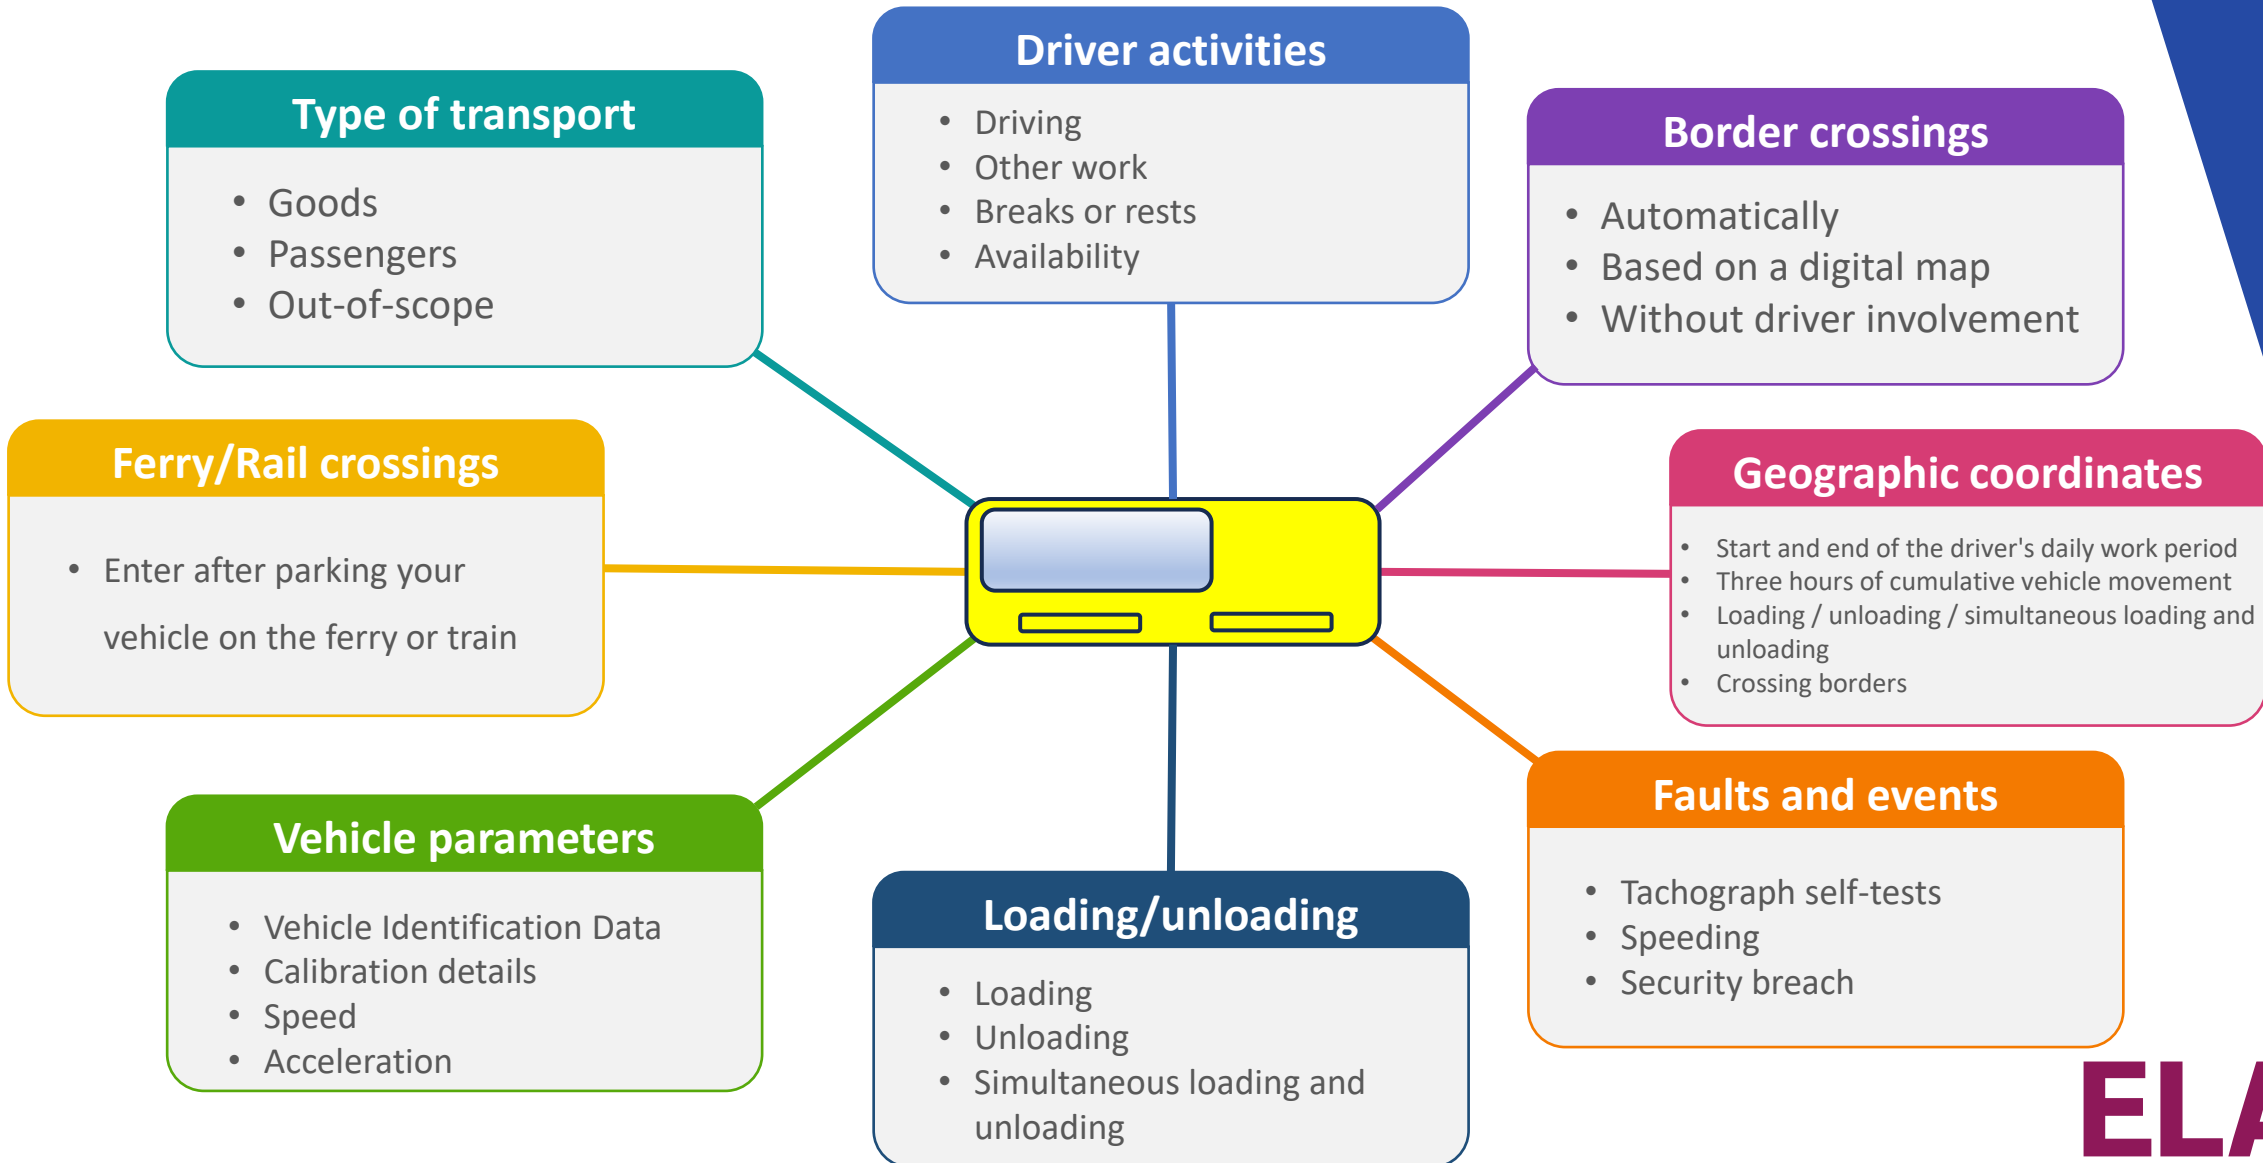 Driver activities
• Driving
• Other work
• Breaks or rests
• Availability
Type of transport
• Goods
• Passengers
• Out-of-scope
Border crossings
• Automatically
• Based on a digital map
• Without driver involvement
Ferry/Rail crossings
• Enter after parking your
vehicle on the ferry or train
Geographic coordinates
• Start and end of the driver's daily work period
• Three hours of cumulative vehicle movement
• Loading / unloading / simultaneous loading and
unloading
• Crossing borders
Vehicle parameters
• Vehicle Identification Data
• Calibration details
• Speed
• Acceleration
Loading/unloading
• Loading
• Unloading
• Simultaneous loading and
unloading
Faults and events
• Tachograph self-tests
• Speeding
• Security breach
ELA